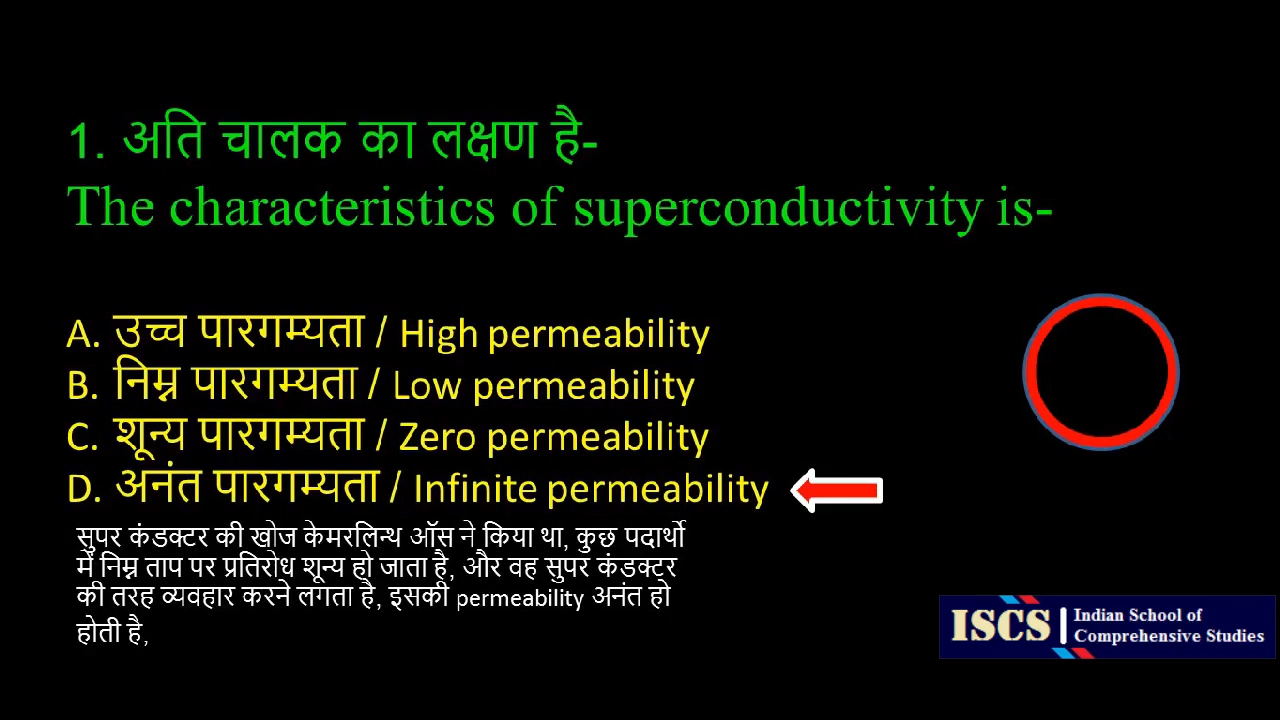 1. अति चालक का लक्षण है-
The characteristics of superconductivity is-
A. उच्च पारगम्यता / High permeability
B. निम्न पारगम्यता / Low permeability
C. शून्य पारगम्यता / Zero permeability
D. अनंत पारगम्यता / Infinite permeability
सुपर कंडक्टर की खोज केमरलिन्थ ऑस ने किया था, कुछ पदार्थो
में निम्न ताप पर प्रतिरोध शून्य हो जाता है, और वह सुपर कंडक्टर
की तरह व्यवहार करने लगता है, इसकी permeability अनंत हो
होती है,
ISCS
Indian School of
Comprehensive Studies